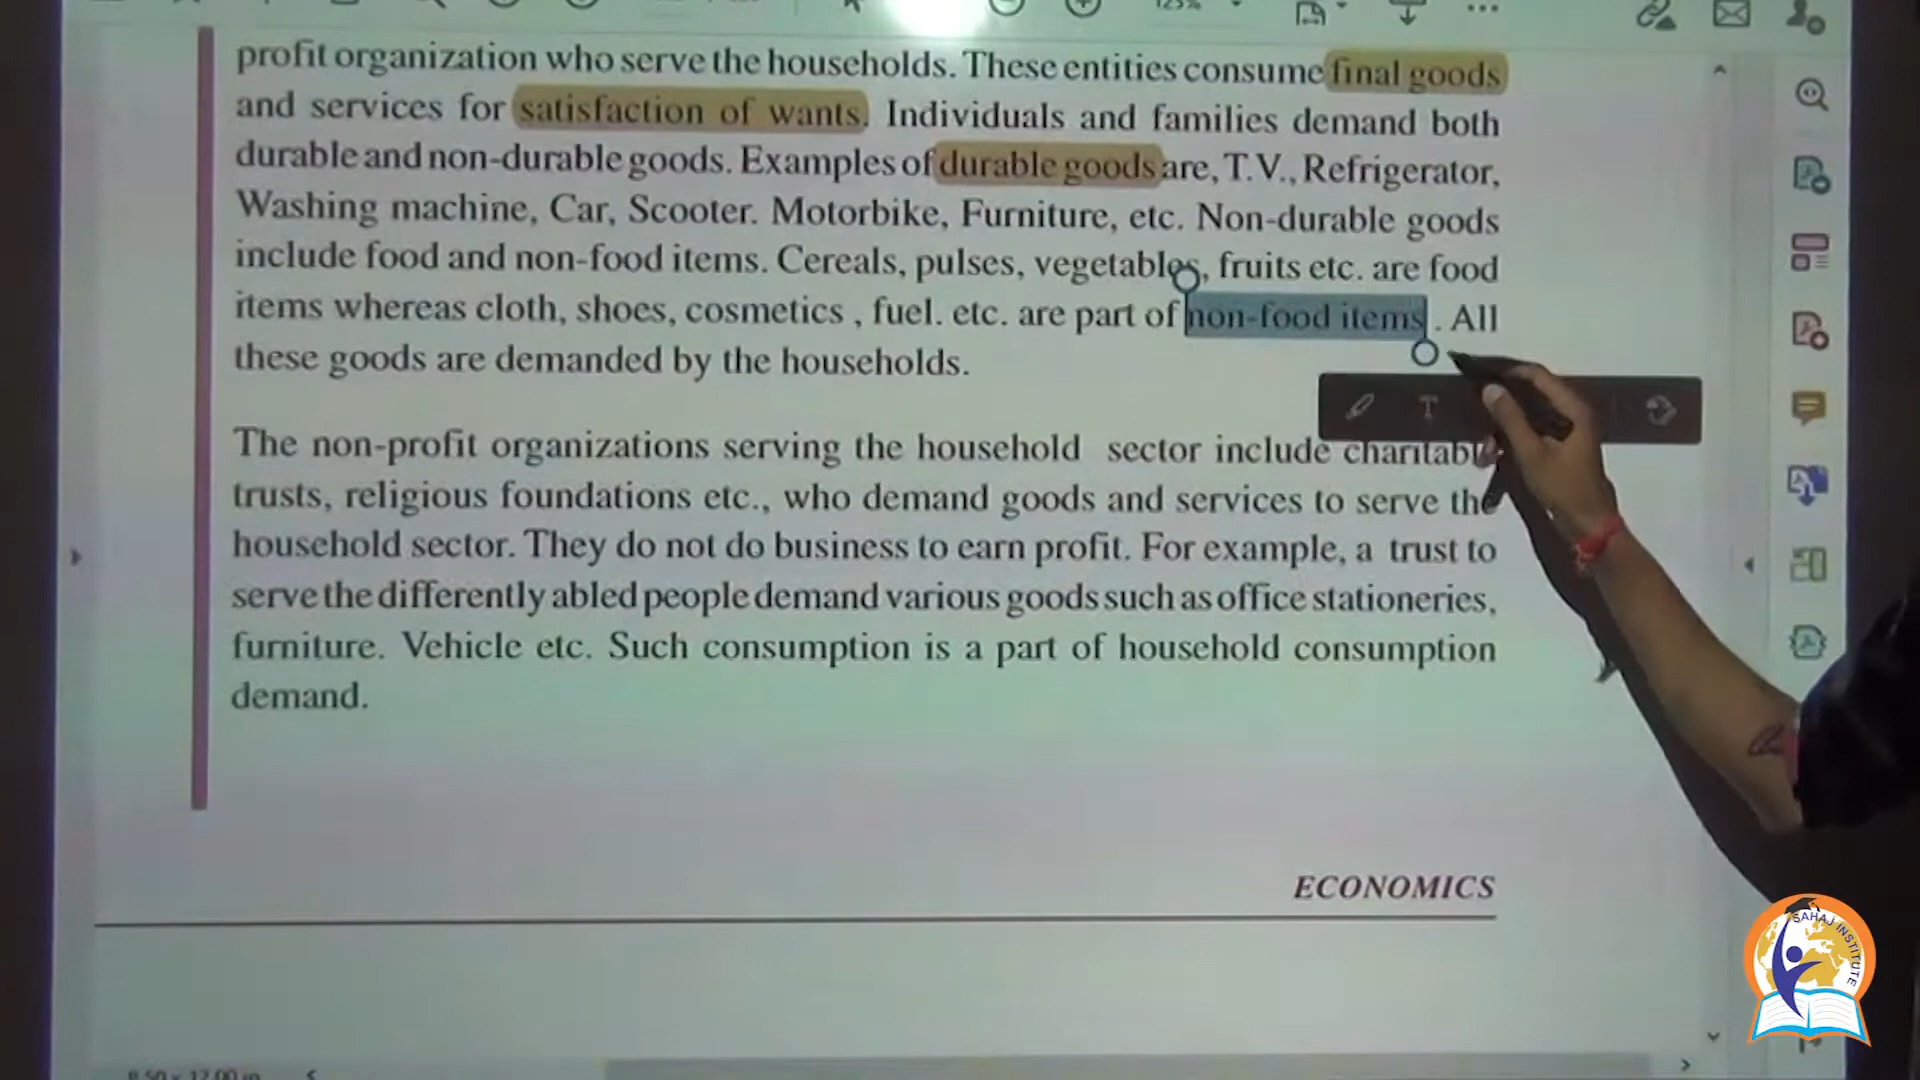 125%
profit organization who serve the households. These entities consume final goods
and services for satisfaction of wants. Individuals and families demand both
durable and non-durable goods. Examples of durable goods are, T.V., Refrigerator,
Washing machine, Car, Scooter. Motorbike, Furniture, etc. Non-durable goods
include food and non-food items. Cereals, pulses, vegetables, fruits etc. are food
items whereas cloth, shoes, cosmetics , fuel. etc. are part of non-food items . All
these goods are demanded by the households.
The non-profit organizations serving the household sector include
trusts, religious foundations etc., who demand goods and services to serve the
household sector. They do not do business to earn profit. For example, a trust to
serve the differently abled people demand various goods such as office stationeries,
furniture. Vehicle etc. Such consumption is a part of household consumption
demand.
ECONOMICS
SAHAJ INSTITUTE
8.50 x 12.00 in